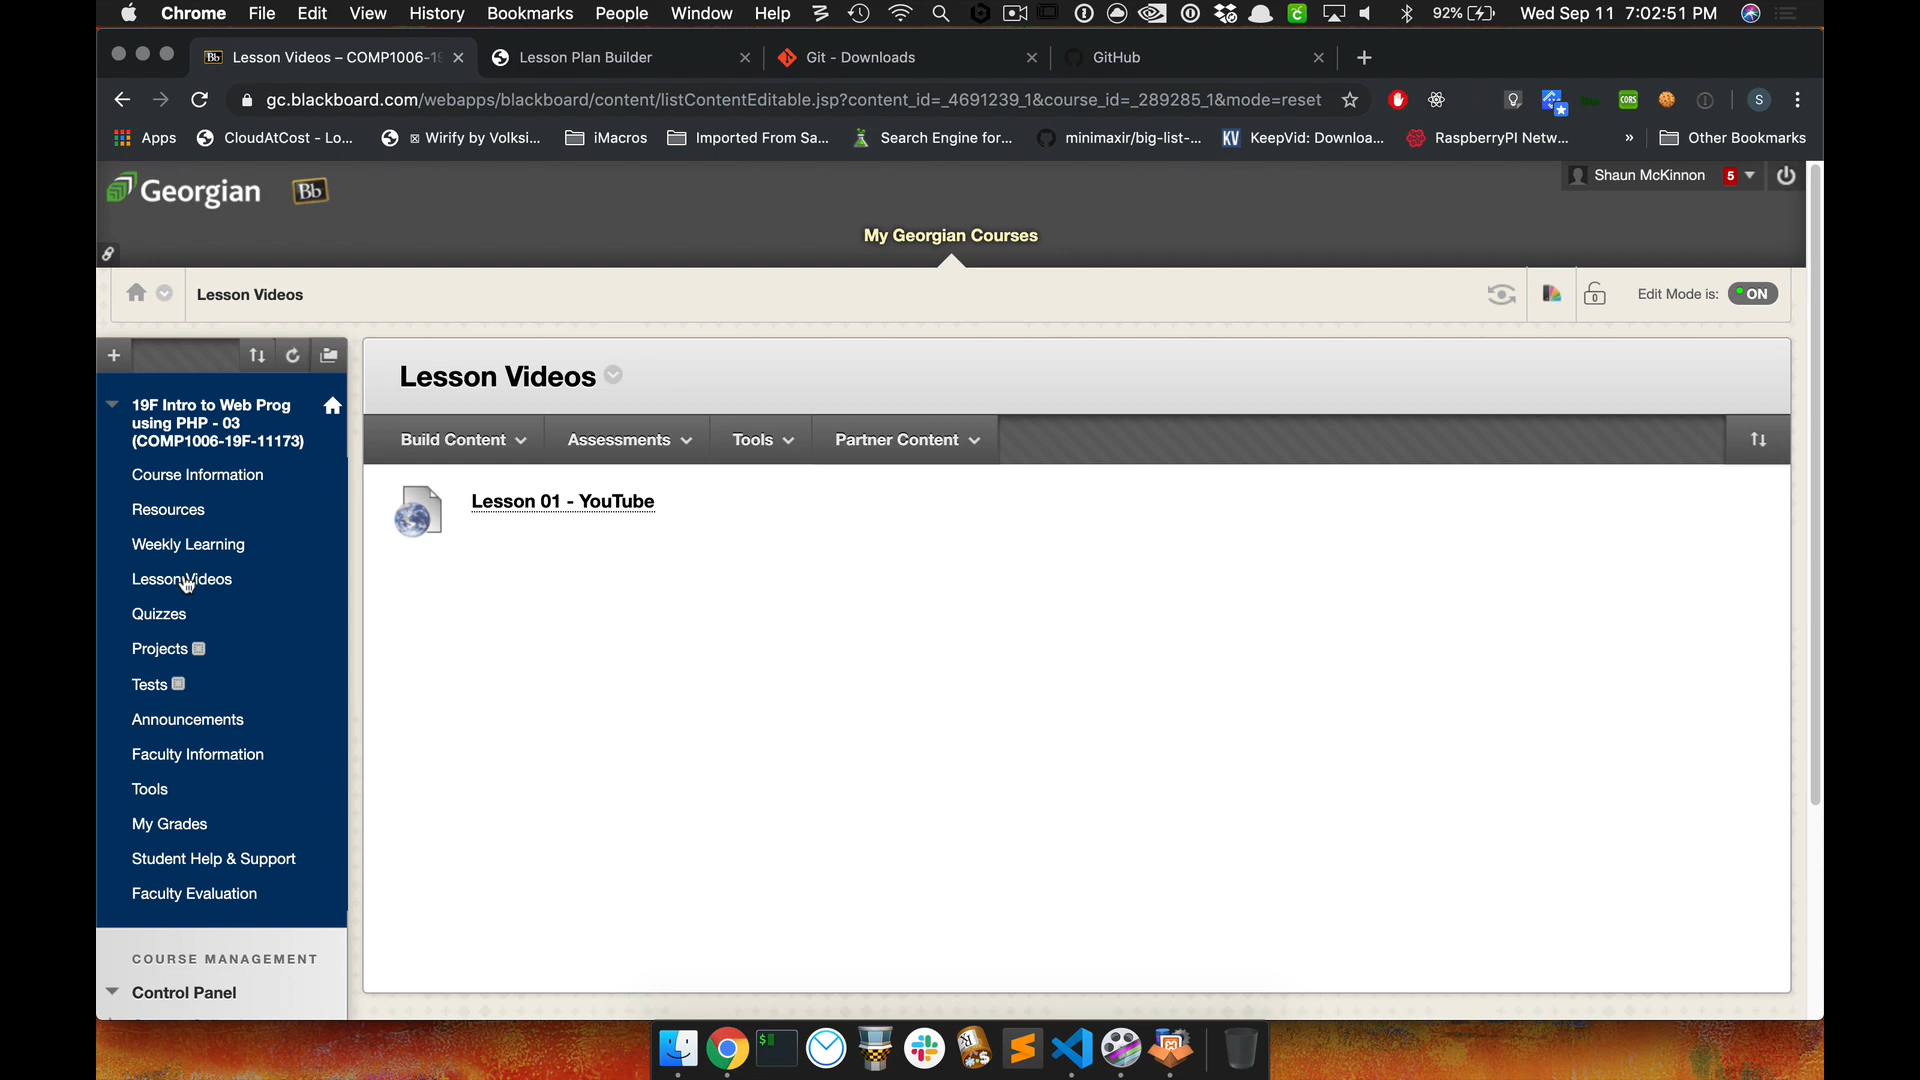 Chrome File Edit View History Bookmarks People Window Help 92% Wed Sep 11 7:02:51 PM
Bb Lesson Videos – COMP1006-19 Lesson Plan Builder Git - Downloads GitHub
gc.blackboard.com/webapps/blackboard/content/listContentEditable.jsp?content_id=_4691239_1&course_id=_289285_1&mode=reset CORS S
Apps CloudAtCost - Lo... Wirify by Volksi... iMacros Imported From Sa... Search Engine for... minimaxir/big-list-... KV KeepVid: Downloa... RaspberryPI Netw... » Other Bookmarks
Georgian Bb Shaun McKinnon 5
My Georgian Courses
Lesson Videos Edit Mode is: ON
Lesson Videos
19F Intro to Web Prog
using PHP - 03
(COMP1006-19F-11173)
Build Content Assessments Tools Partner Content
Lesson 01 - YouTube
Course Information
Resources
Weekly Learning
Lesson Videos
Quizzes
Projects
Tests
Announcements
Faculty Information
Tools
My Grades
Student Help & Support
Faculty Evaluation
COURSE MANAGEMENT
Control Panel